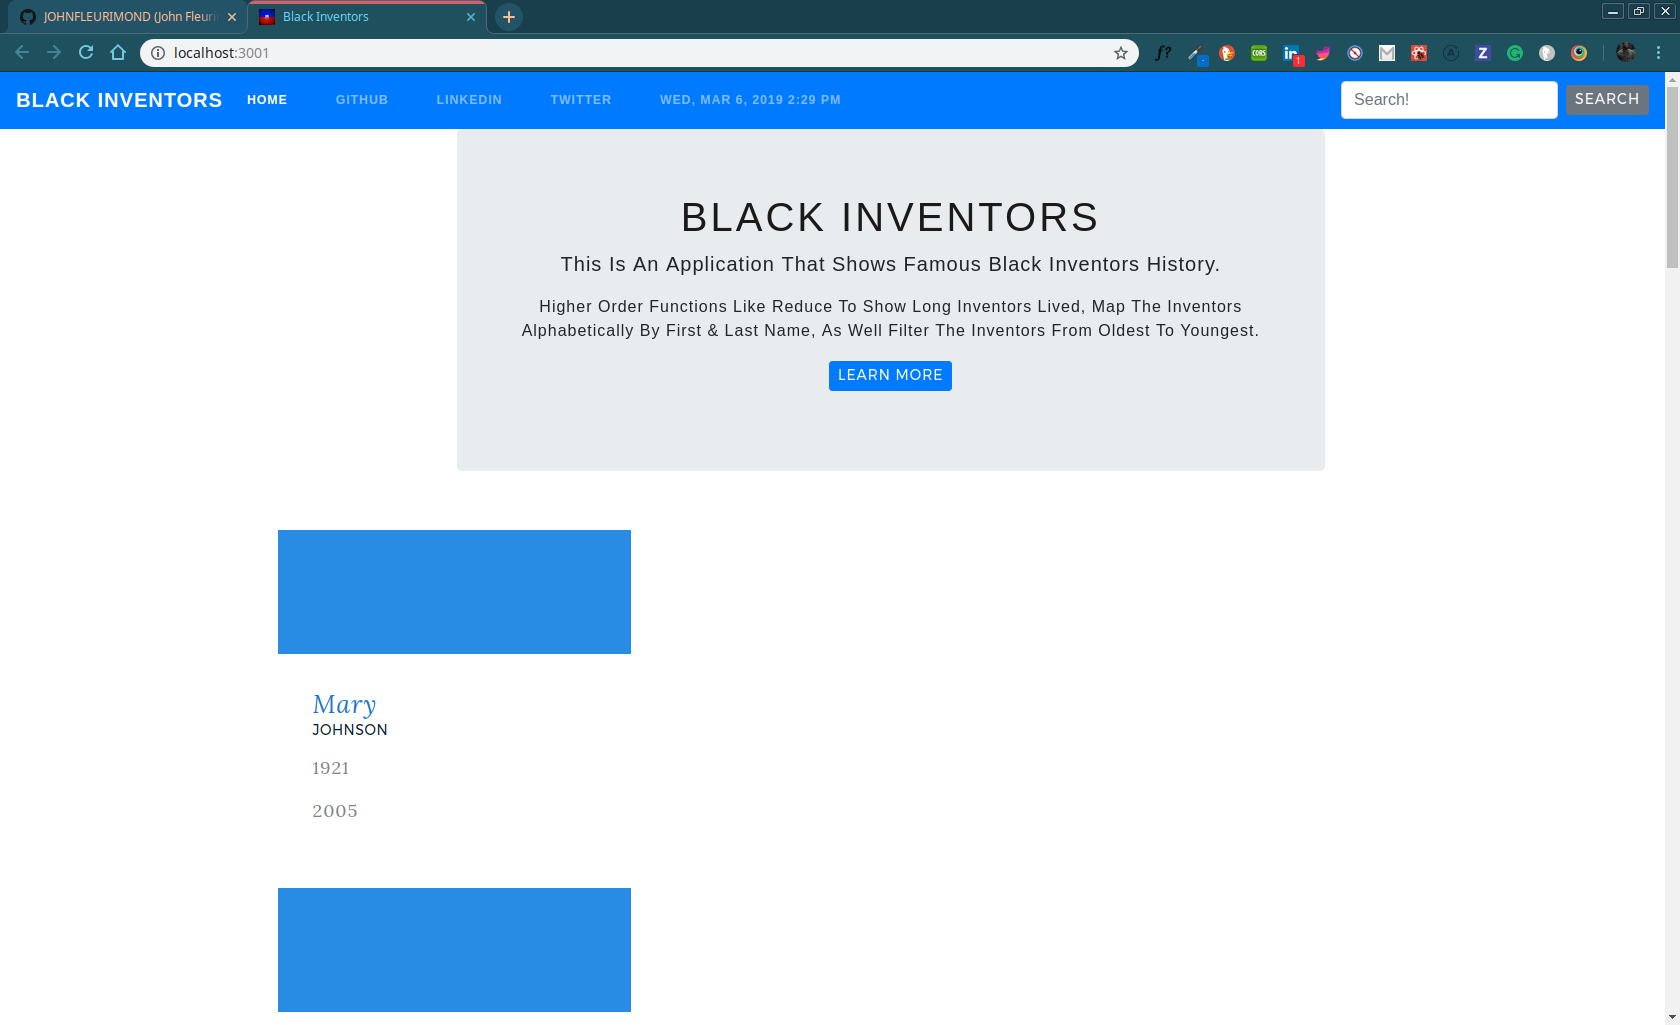 JOHNFLEURIMOND (John Fleuri
Black Inventors
localhost:3001
f?
CORS
in
1
Z
BLACK INVENTORS HOME GITHUB LINKEDIN TWITTER WED, MAR 6, 2019 2:29 PM Search! SEARCH
BLACK INVENTORS
This Is An Application That Shows Famous Black Inventors History.
Higher Order Functions Like Reduce To Show Long Inventors Lived, Map The Inventors
Alphabetically By First & Last Name, As Well Filter The Inventors From Oldest To Youngest.
LEARN MORE
Mary
JOHNSON
1921
2005